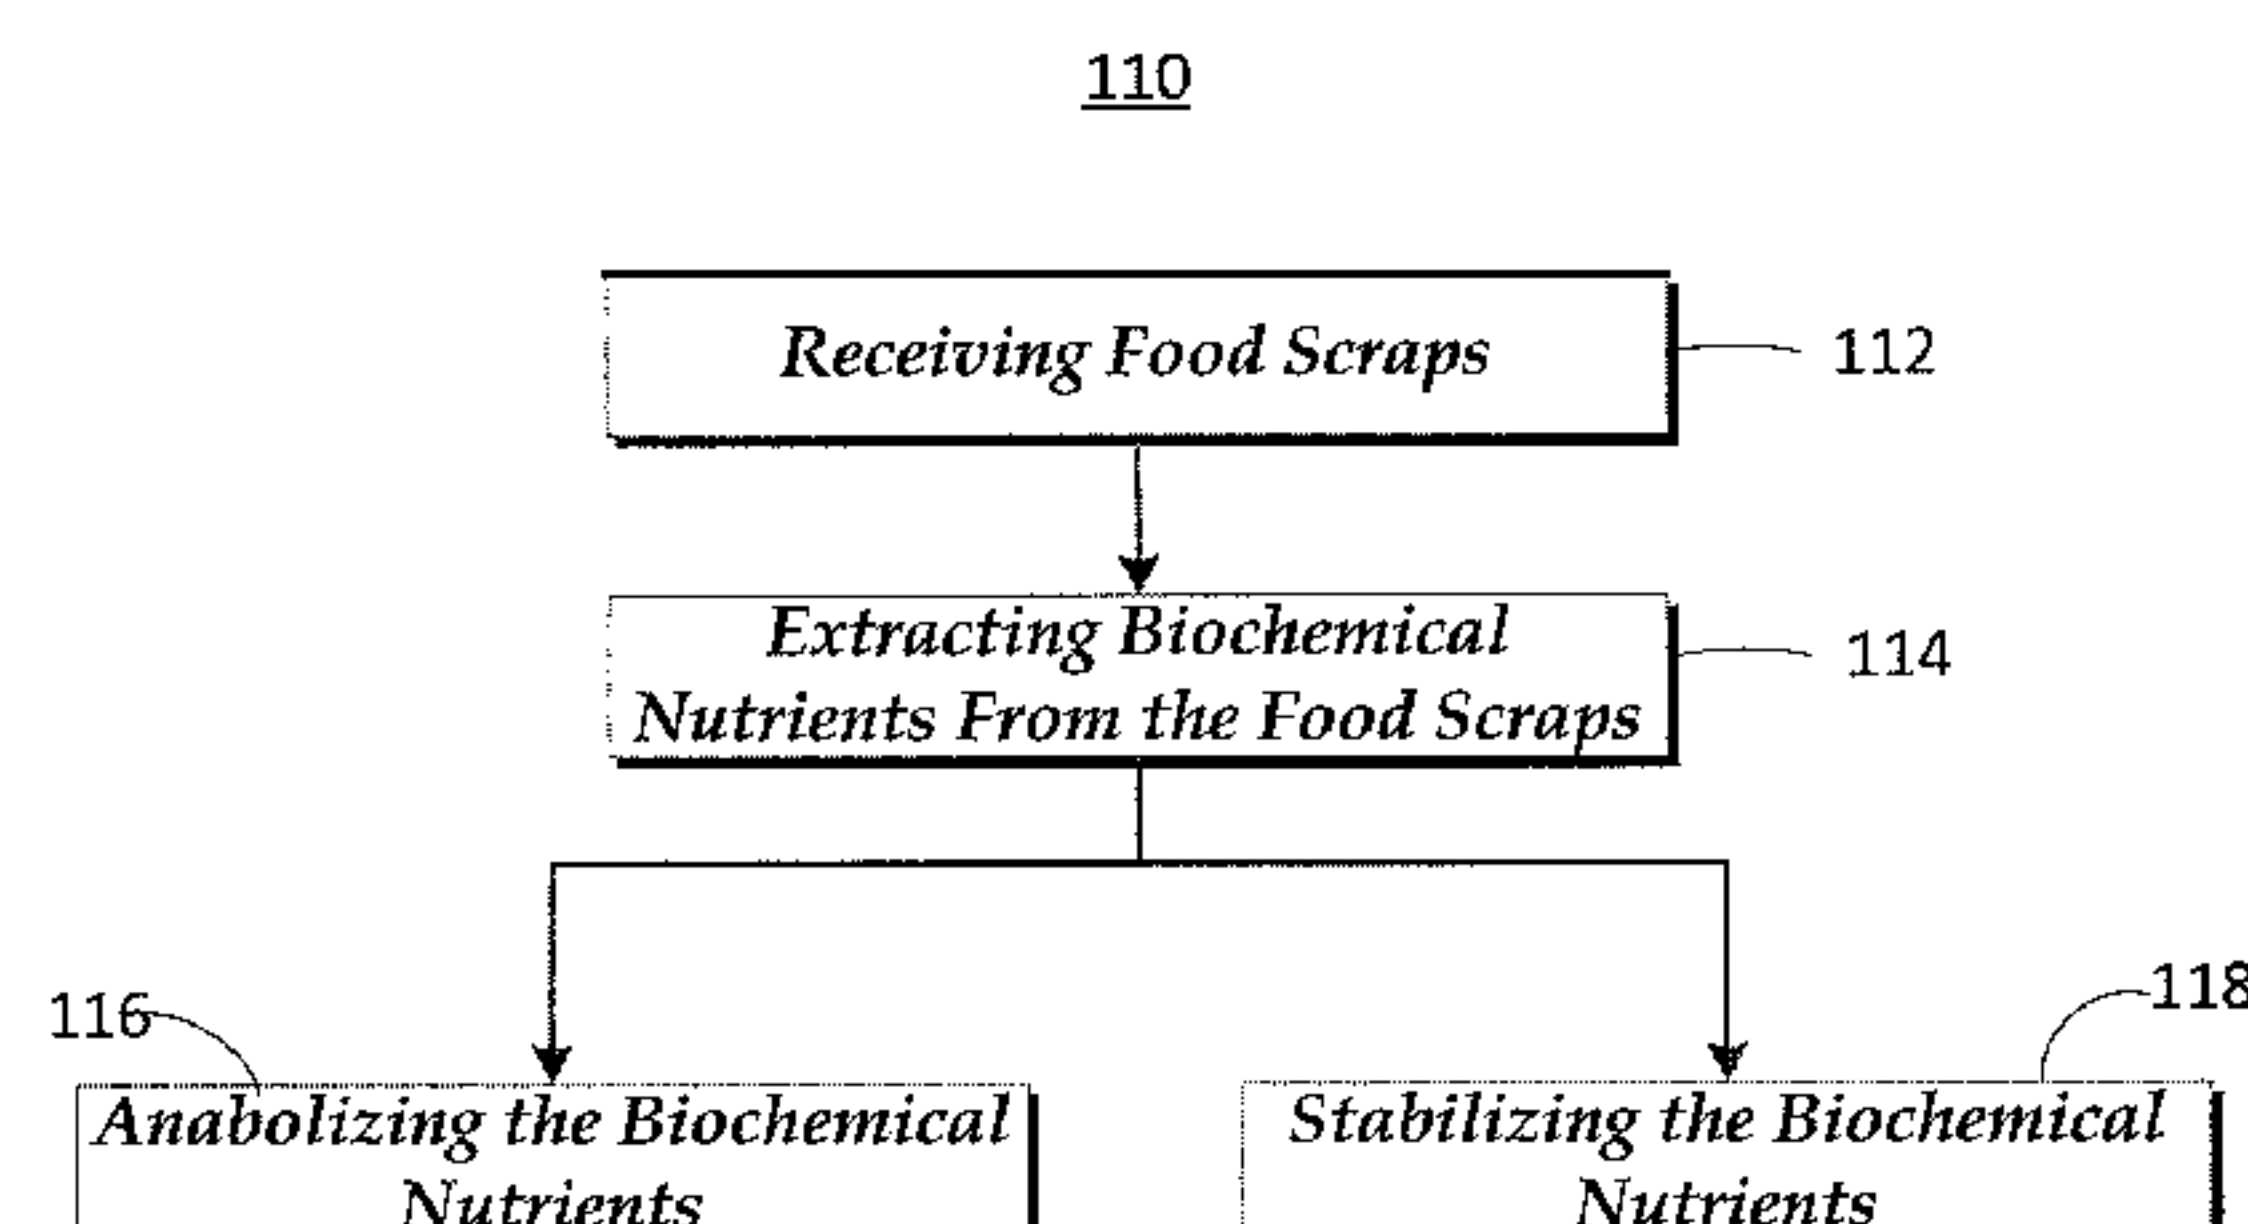 110
Receiving Food Scraps
112
Extracting Biochemical
Nutrients From the Food Scraps
114
116
118
Anabolizing the Biochemical
Nutrients
Stabilizing the Biochemical
Nutrients